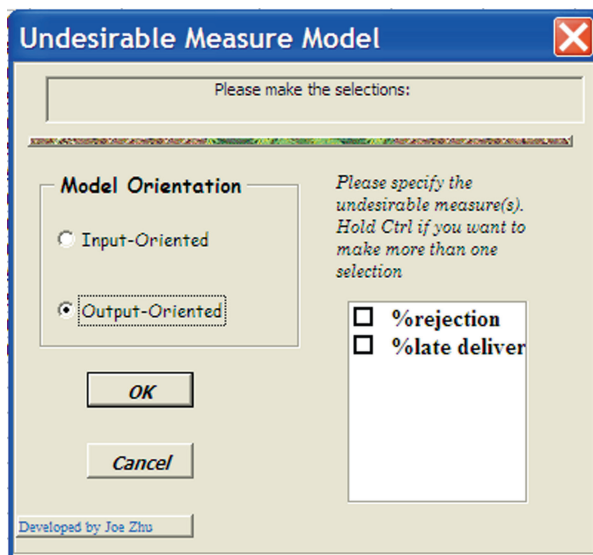 Undesirable Measure Model
Please make the selections:
Model Orientation
Input-Oriented
Output-Oriented
OK
Cancel
Developed by Joe Zhu
Please specify the
undesirable measure(s).
Hold Ctrl if you want to
make more than one
selection
%rejection
%late deliver